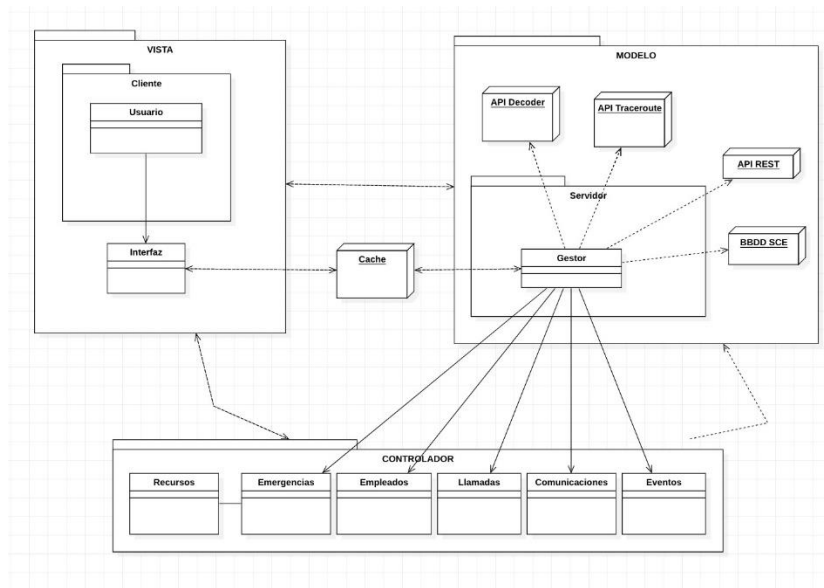 VISTA
Cliente
Usuario
Interfaz
Cache
MODELO
API Decoder
API Traceroute
API REST
Servidor
Gestor
BBDD SCE
CONTROLADOR
Recursos
Emergencias
Empleados
Llamadas
Comunicaciones
Eventos